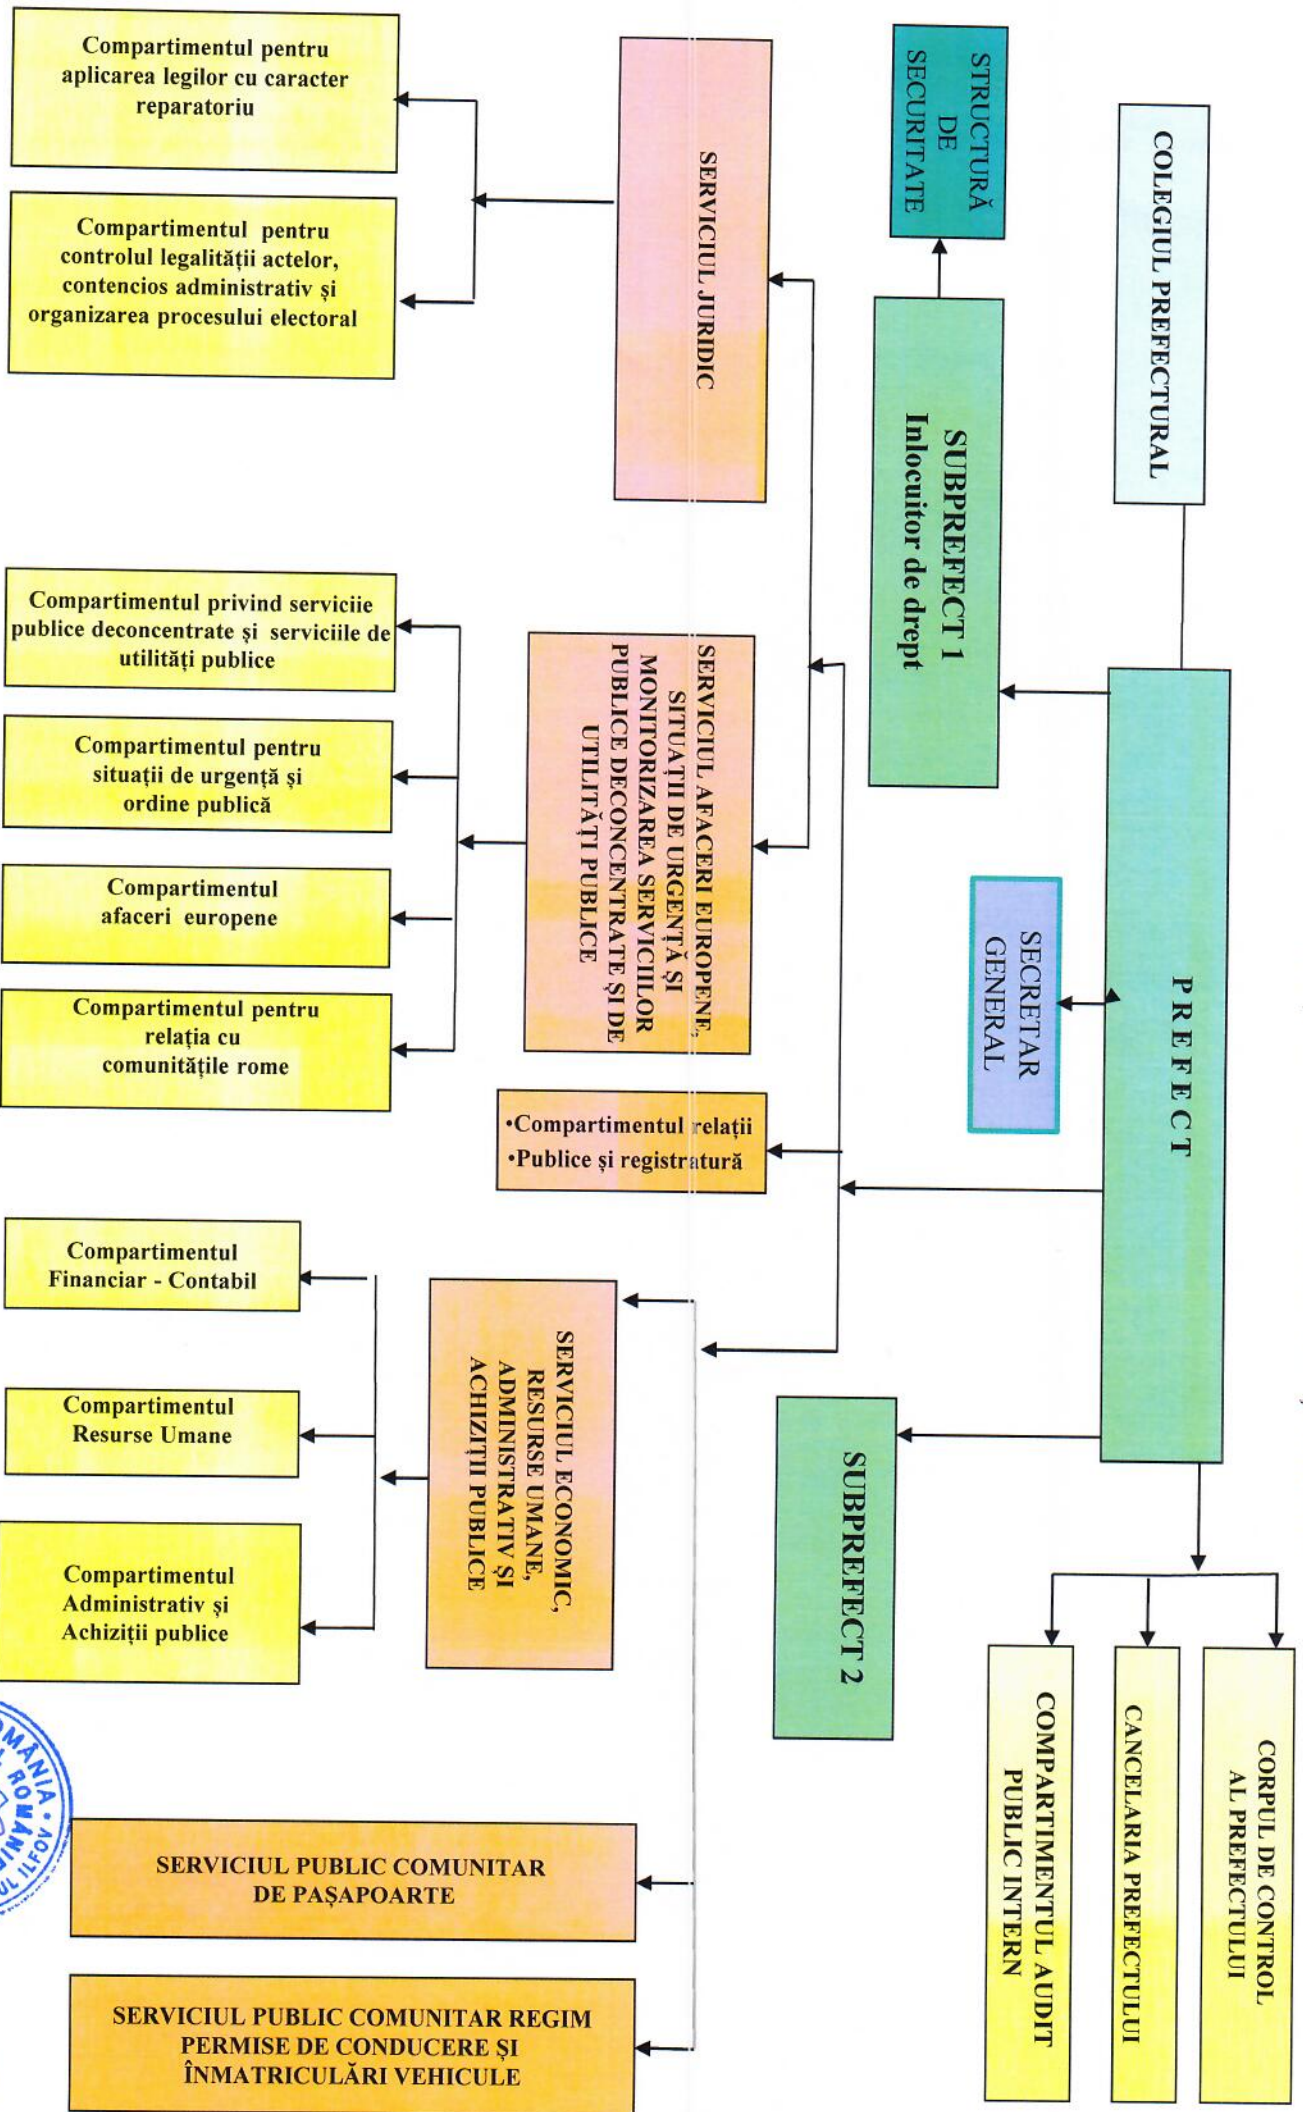 COLEGIUL PREFECTURAL
PREFECT
CORPUL DE CONTROL
AL PREFECTULUI
CANCELARIA PREFECTULUI
COMPARTIMENTUL AUDIT
PUBLIC INTERN
STRUCTURĂ
DE
SECURITATE
SUBPREFECT 1
Inlocuitor de drept
SECRETAR
GENERAL
SUBPREFECT 2
SERVICIUL JURIDIC
SERVICIUL AFACERI EUROPENE,
SITUAȚII DE URGENȚĂ ȘI
MONITORIZAREA SERVICIILOR
PUBLICE DECONCENTRATE ȘI DE
UTILITĂȚI PUBLICE
•Compartimentul relații
•Publice și registratură
SERVICIUL ECONOMIC,
RESURSE UMANE,
ADMINISTRATIV ȘI
ACHIZIȚII PUBLICE
SERVICIUL PUBLIC COMUNITAR
DE PAȘAPOARTE
SERVICIUL PUBLIC COMUNITAR REGIM
PERMISE DE CONDUCERE ȘI
ÎNMATRICULĂRI VEHICULE
Compartimentul pentru
aplicarea legilor cu caracter
reparatoriu
Compartimentul pentru
controlul legalității actelor,
contencios administrativ și
organizarea procesului electoral
Compartimentul privind serviciie
publice deconcentrate și serviciile de
utilități publice
Compartimentul pentru
situații de urgență și
ordine publică
Compartimentul
afaceri europene
Compartimentul pentru
relația cu
comunitățile rome
Compartimentul
Financiar - Contabil
Compartimentul
Resurse Umane
Compartimentul
Administrativ și
Achiziții publice
ILFOV